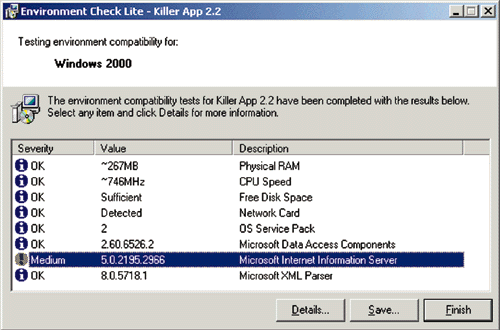 Environment Check Lite - Killer App 2.2
Testing environment compatibility for:
Windows 2000
The environment compatibility tests for Killer App 2.2 have been completed with the results below.
Select any item and click Details for more information.
Severity Value Description
OK ~267MB Physical RAM
OK ~746MHz CPU Speed
OK Sufficient Free Disk Space
OK Detected Network Card
OK 2 OS Service Pack
OK 2.60.6526.2 Microsoft Data Access Components
Medium 5.0.2195.2966 Microsoft Internet Information Server
OK 8.0.5718.1 Microsoft XML Parser
Details... Save... Finish